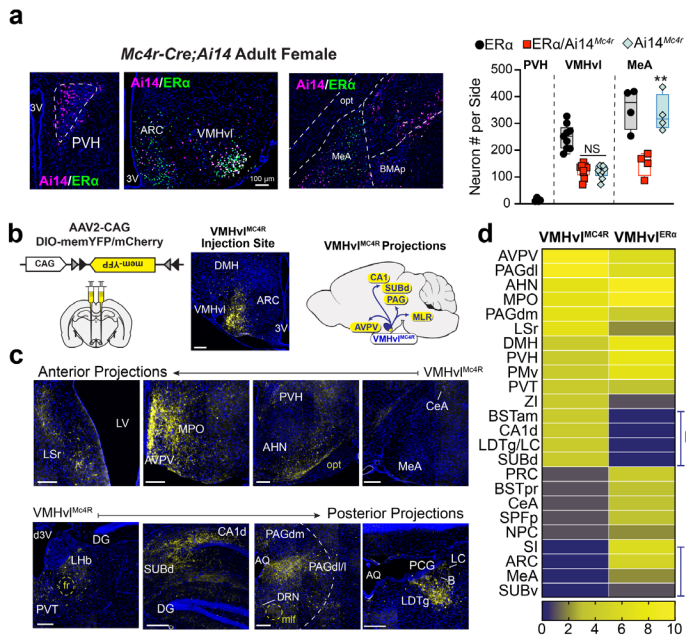 a
Mc4r-Cre;Ai14 Adult Female
3V
PVH
Ai14/ERα
Ai14/ERα
ARC
VMHvl
3V
100 µm
Ai14/ERα
opt
MeA
BMAp
ERα
ERα/Ai14Mc4r
Ai14Mc4r
PVH
VMHvl
MeA
**
NS
Neuron # per Side
400
300
200
100
0
b
AAV2-CAG
DIO-memYFP/mCherry
CAG
mem-YFP
VMHvlMC4R
Injection Site
DMH
ARC
VMHvl
3V
VMHvlMC4R Projections
CA1
SUBd
PAG
MLR
AVPV
VMHvlMC4R
c
Anterior Projections
VMHvlMc4R
LV
LSr
MPO
AVPV
PVH
AHN
opt
CeA
MeA
VMHvlMc4R
Posterior Projections
d3V
DG
LHb
fr
PVT
CA1d
SUBd
DG
PAGdm
AQ
PAGdl/l
DRN
mlf
AQ
PCG
LC
B
LDTg
d
VMHvlMC4R
VMHvlERα
AVPV
PAGdl
AHN
MPO
PAGdm
LSr
DMH
PVH
PMv
PVT
ZI
BSTam
CA1d
LDTg/LC
SUBd
PRC
BSTpr
CeA
SPFp
NPC
SI
ARC
MeA
SUBv
0 2 4 6 8 10